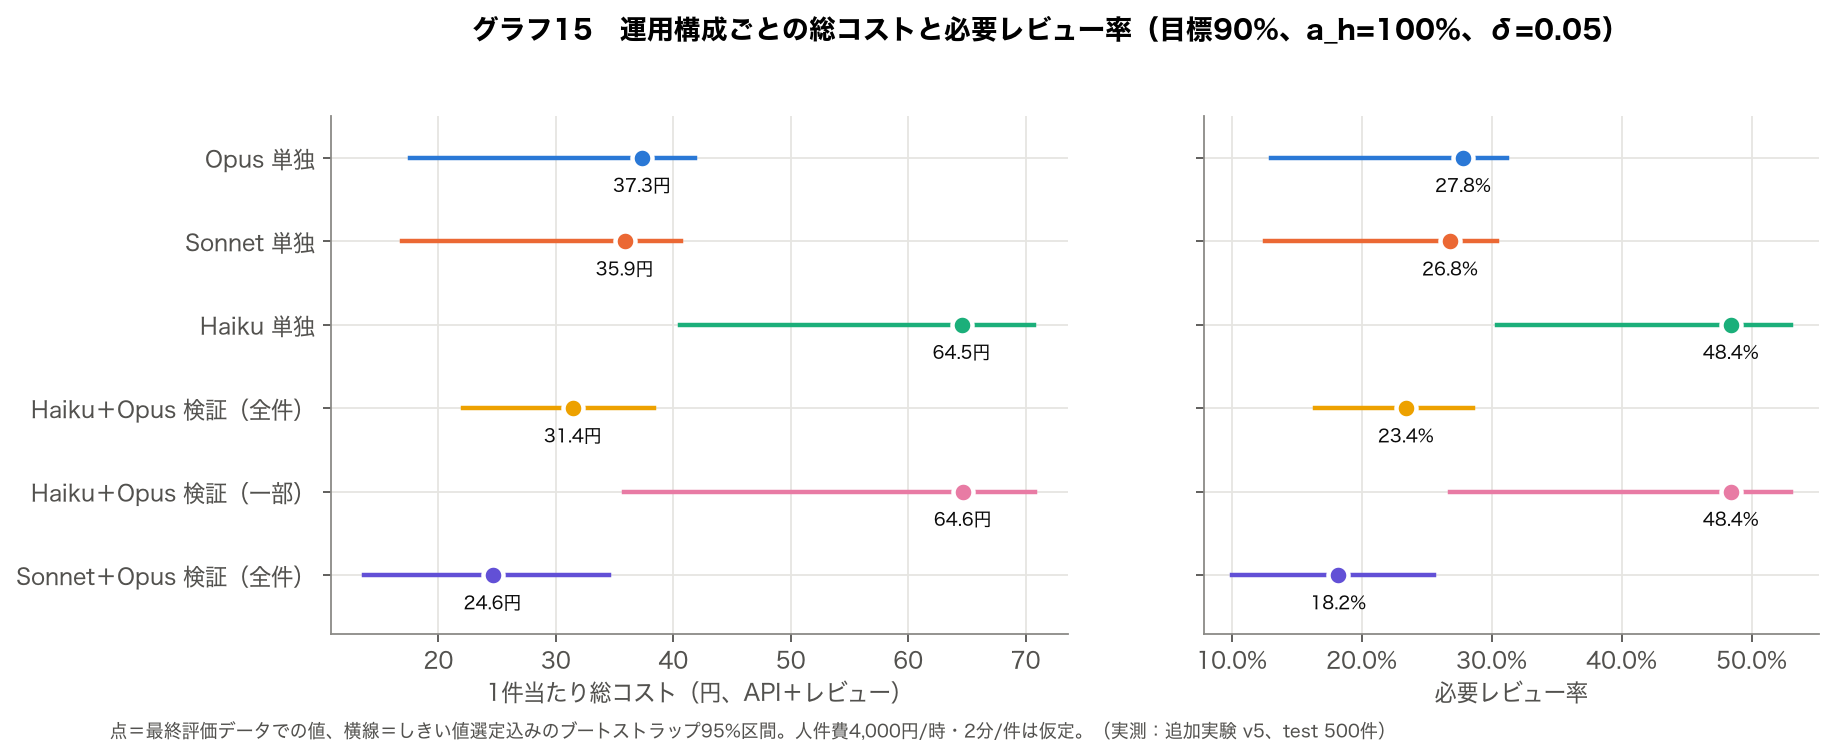 グラフ15　運用構成ごとの総コストと必要レビュー率（目標90%、a_h=100%、δ=0.05）
Opus 単独
37.3円
27.8%
Sonnet 単独
35.9円
26.8%
Haiku 単独
64.5円
48.4%
Haiku＋Opus 検証（全件）
31.4円
23.4%
Haiku＋Opus 検証（一部）
64.6円
48.4%
Sonnet＋Opus 検証（全件）
24.6円
18.2%
20 30 40 50 60 70
10.0% 20.0% 30.0% 40.0% 50.0%
1件当たり総コスト（円、API＋レビュー）
必要レビュー率
点＝最終評価データでの値、横線＝しきい値選定込みのブートストラップ95%区間。人件費4,000円/時・2分/件は仮定。（実測：追加実験 v5、test 500件）